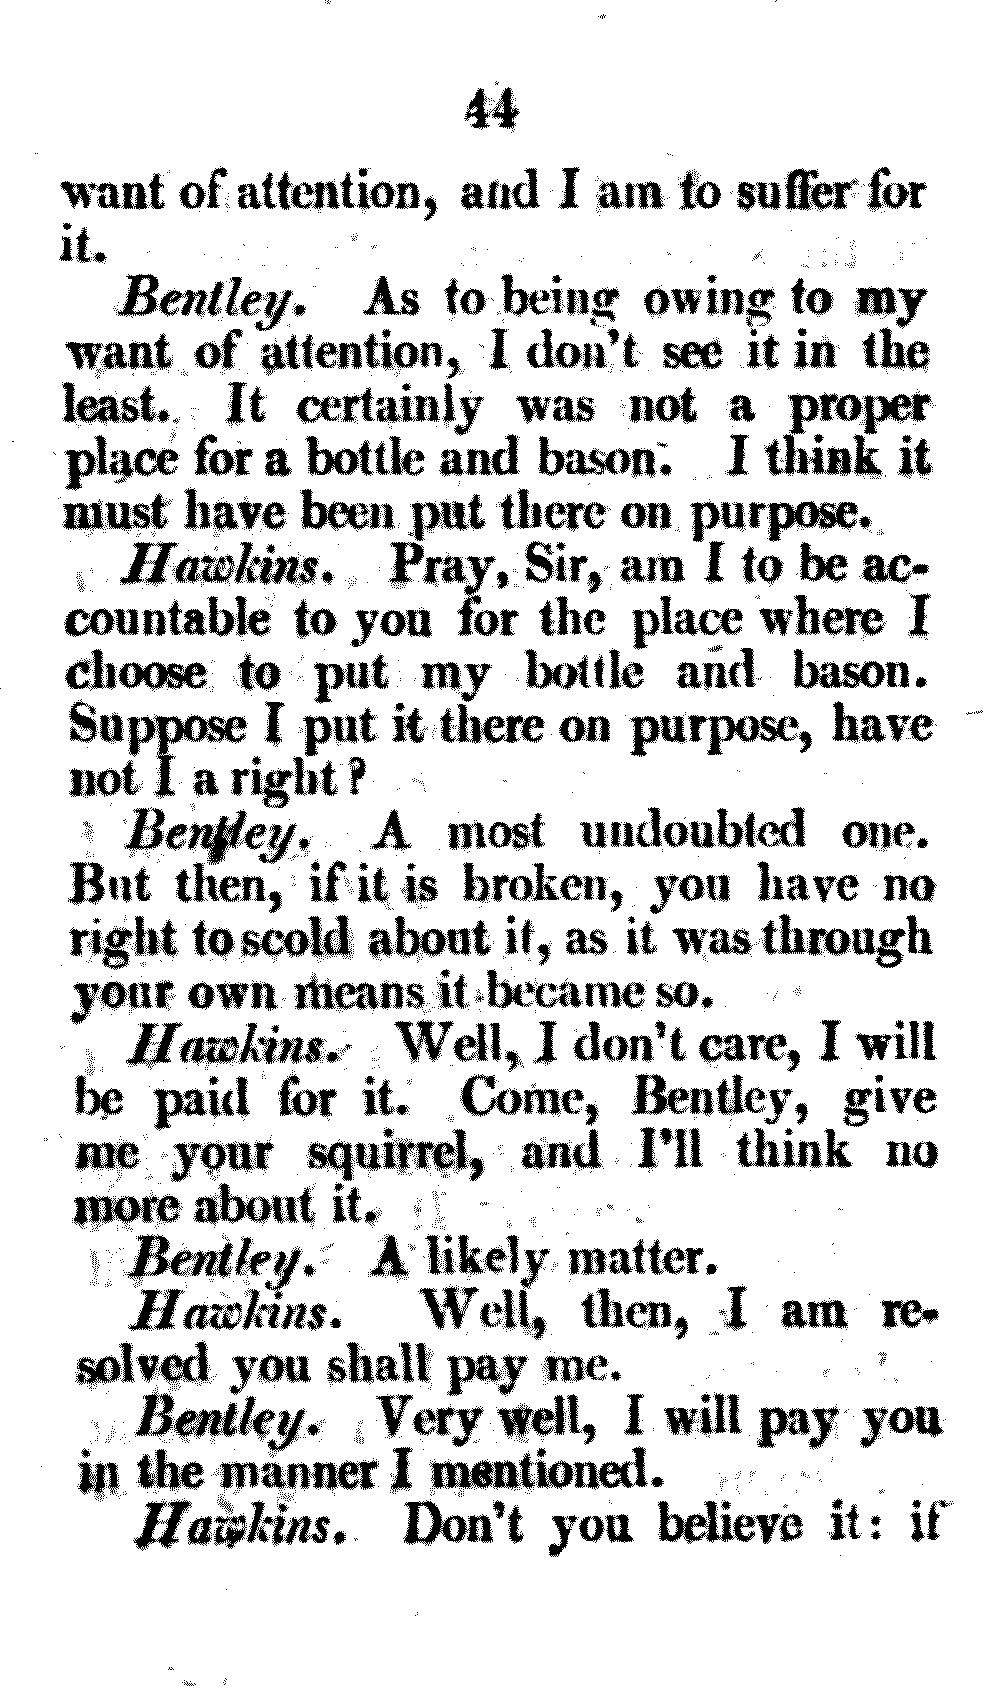 44
want of attention, and I am to suffer for
it.
Bentley. As to being owing to my
want of attention, I don't see it in the
least. It certainly was not a proper
place for a bottle and bason. I think it
must have been put there on purpose.
Hawkins. Pray, Sir, am I to be ac-
countable to you for the place where I
choose to put my bottle and bason.
Suppose I put it there on purpose, have
not I a right?
Bentley. A most undoubted one.
But then, if it is broken, you have no
right to scold about it, as it was through
your own means it became so.
Hawkins. Well, I don't care, I will
be paid for it. Come, Bentley, give
me your squirrel, and I'll think no
more about it.
Bentley. A likely matter.
Hawkins. Well, then, I am re-
solved you shall pay me.
Bentley. Very well, I will pay you
in the manner I mentioned.
Hawkins. Don't you believe it: if